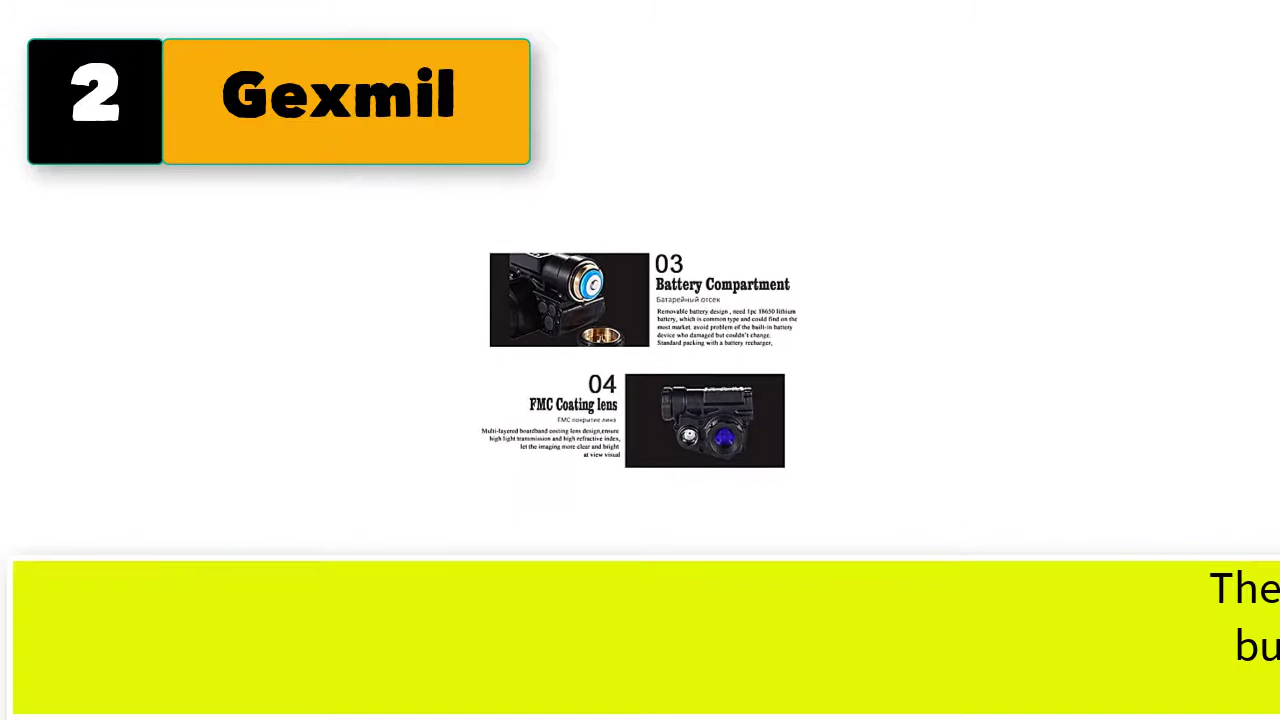 2
Gexmil
03
Battery Compartment
Батарейный отсек
Removable battery design , need 1pc 18650 lithium
battery, which is common type and could find on the
most market, avoid problem of the built-in battery
device who damaged but couldn't change.
Standard packing with a battery recharger,
04
FMC Coating lens
FMC покрытие линз
Multi-layered boardband costing lens design,ensure
high light transmission and high refractive index,
let the imaging more clear and bright
at view visual
The
bu